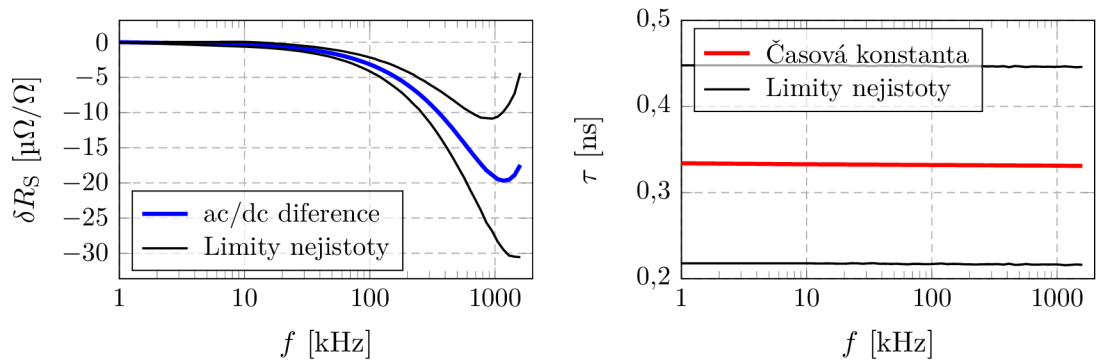 0
−5
−10
−15
−20
−25
−30
δR_S [µΩ/Ω]
ac/dc diference
Limity nejistoty
1 10 100 1000
f [kHz]
0,5
0,4
0,3
0,2
τ [ns]
Časová konstanta
Limity nejistoty
1 10 100 1000
f [kHz]